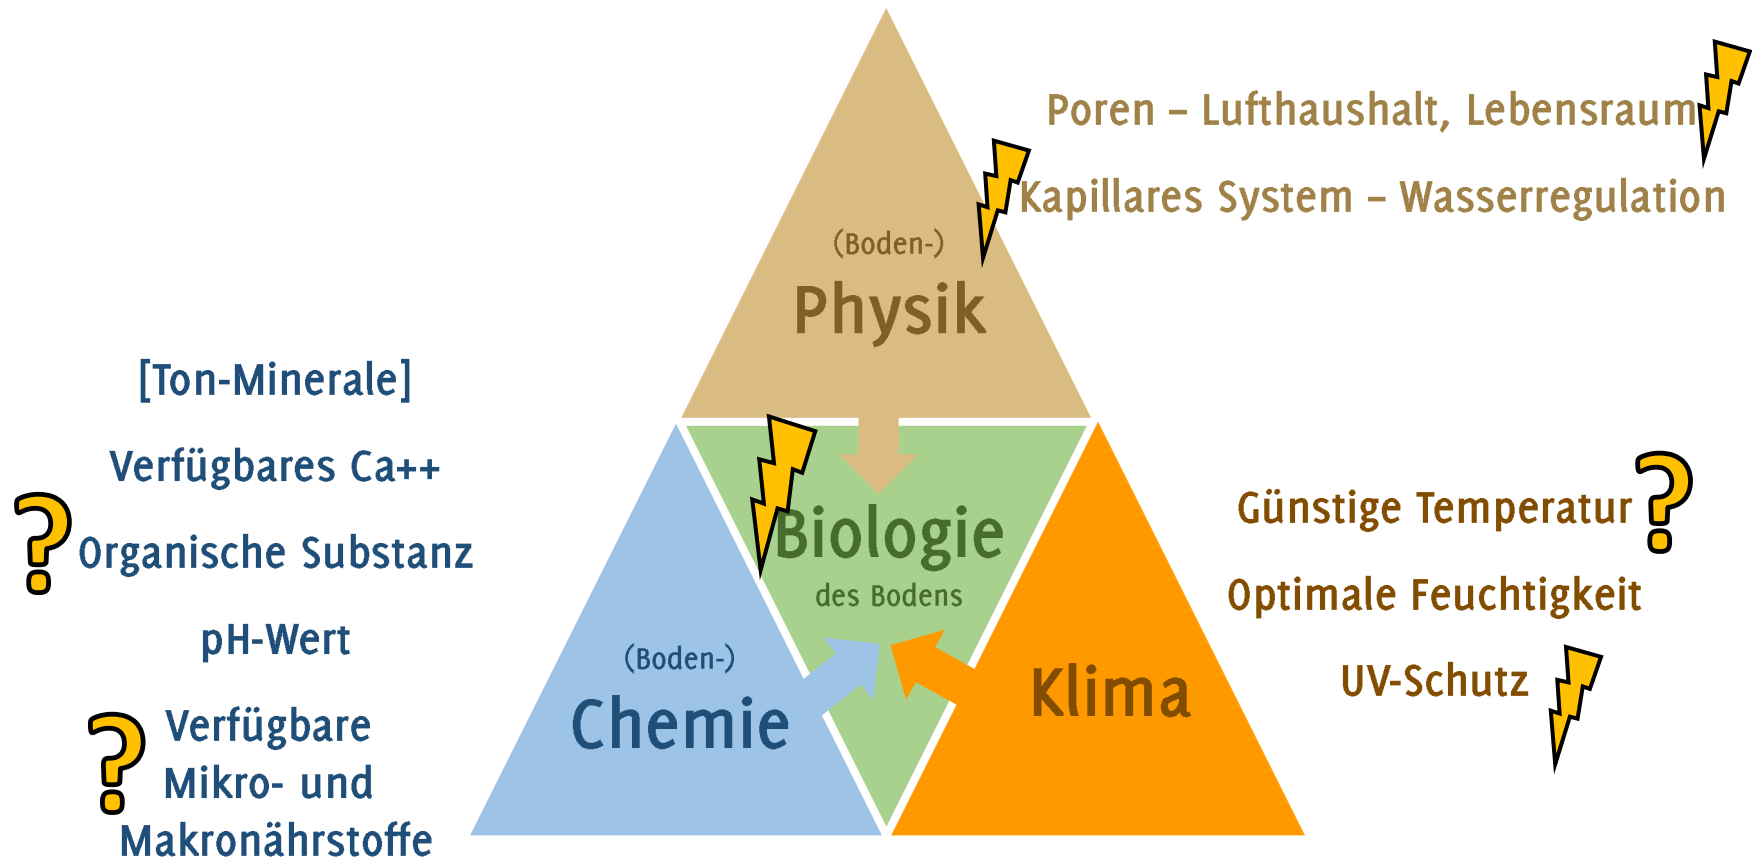 Poren – Lufthaushalt, Lebensraum
Kapillares System – Wasserregulation
(Boden-)
Physik
[Ton-Minerale]
Verfügbares Ca++
Organische Substanz
pH-Wert
Verfügbare
Mikro- und
Makronährstoffe
Biologie
des Bodens
(Boden-)
Chemie
Klima
Günstige Temperatur
Optimale Feuchtigkeit
UV-Schutz
?
?
?